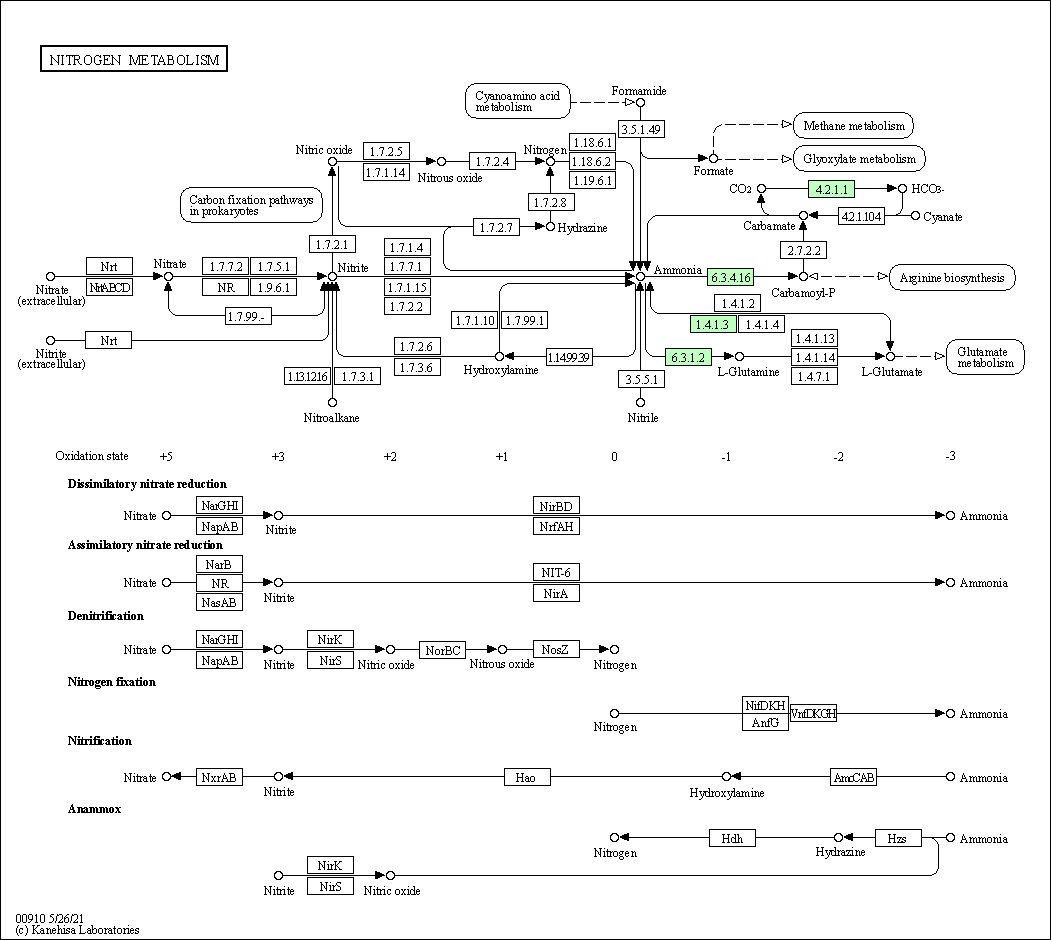 NITROGEN METABOLISM
Cyanoamino acid
metabolism
Formamide
3.5.1.49
Methane metabolism
Glyoxylate metabolism
Formate
Nitric oxide
1.7.2.5
1.7.1.14
Nitrous oxide
1.7.2.4
Nitrogen
1.18.6.1
1.18.6.2
1.19.6.1
Carbon fixation pathways
in prokaryotes
CO2
4.2.1.1
HCO3-
1.7.2.8
1.7.2.7
Hydrazine
Carbamate
4.2.1.104
Cyanate
1.7.2.1
2.7.2.2
Nrt
NrtABCD
Nitrate
(extracellular)
Nitrate
1.7.7.2
1.7.5.1
NR
1.9.6.1
Nitrite
1.7.1.4
1.7.7.1
1.7.1.15
1.7.2.2
Ammonia
6.3.4.16
Carbamoyl-P
Arginine biosynthesis
1.7.99.-
1.7.1.10
1.7.99.1
1.4.1.2
1.4.1.3
1.4.1.4
Nrt
Nitrite
(extracellular)
1.7.2.6
1.7.3.6
Hydroxylamine
1.14.99.39
6.3.1.2
L-Glutamine
1.4.1.13
1.4.1.14
1.4.7.1
L-Glutamate
Glutamate
metabolism
1.13.12.16
1.7.3.1
3.5.5.1
Nitroalkane
Nitrile
Oxidation state
+5
+3
+2
+1
0
-1
-2
-3
Dissimilatory nitrate reduction
Nitrate
NarGHI
NapAB
Nitrite
NirBD
NrfAH
Ammonia
Assimilatory nitrate reduction
Nitrate
NarB
NR
NasAB
Nitrite
NIT-6
NirA
Ammonia
Denitrification
Nitrate
NarGHI
NapAB
Nitrite
NirK
NirS
Nitric oxide
NorBC
Nitrous oxide
NosZ
Nitrogen
Nitrogen fixation
Nitrogen
NifDKH
AnfG
VnfDKGH
Ammonia
Nitrification
Nitrate
NxrAB
Nitrite
Hao
Hydroxylamine
AmoCAB
Ammonia
Anammox
Nitrogen
Hdh
Hydrazine
Hzs
Ammonia
Nitrite
NirK
NirS
Nitric oxide
00910 5/26/21
(c) Kanehisa Laboratories